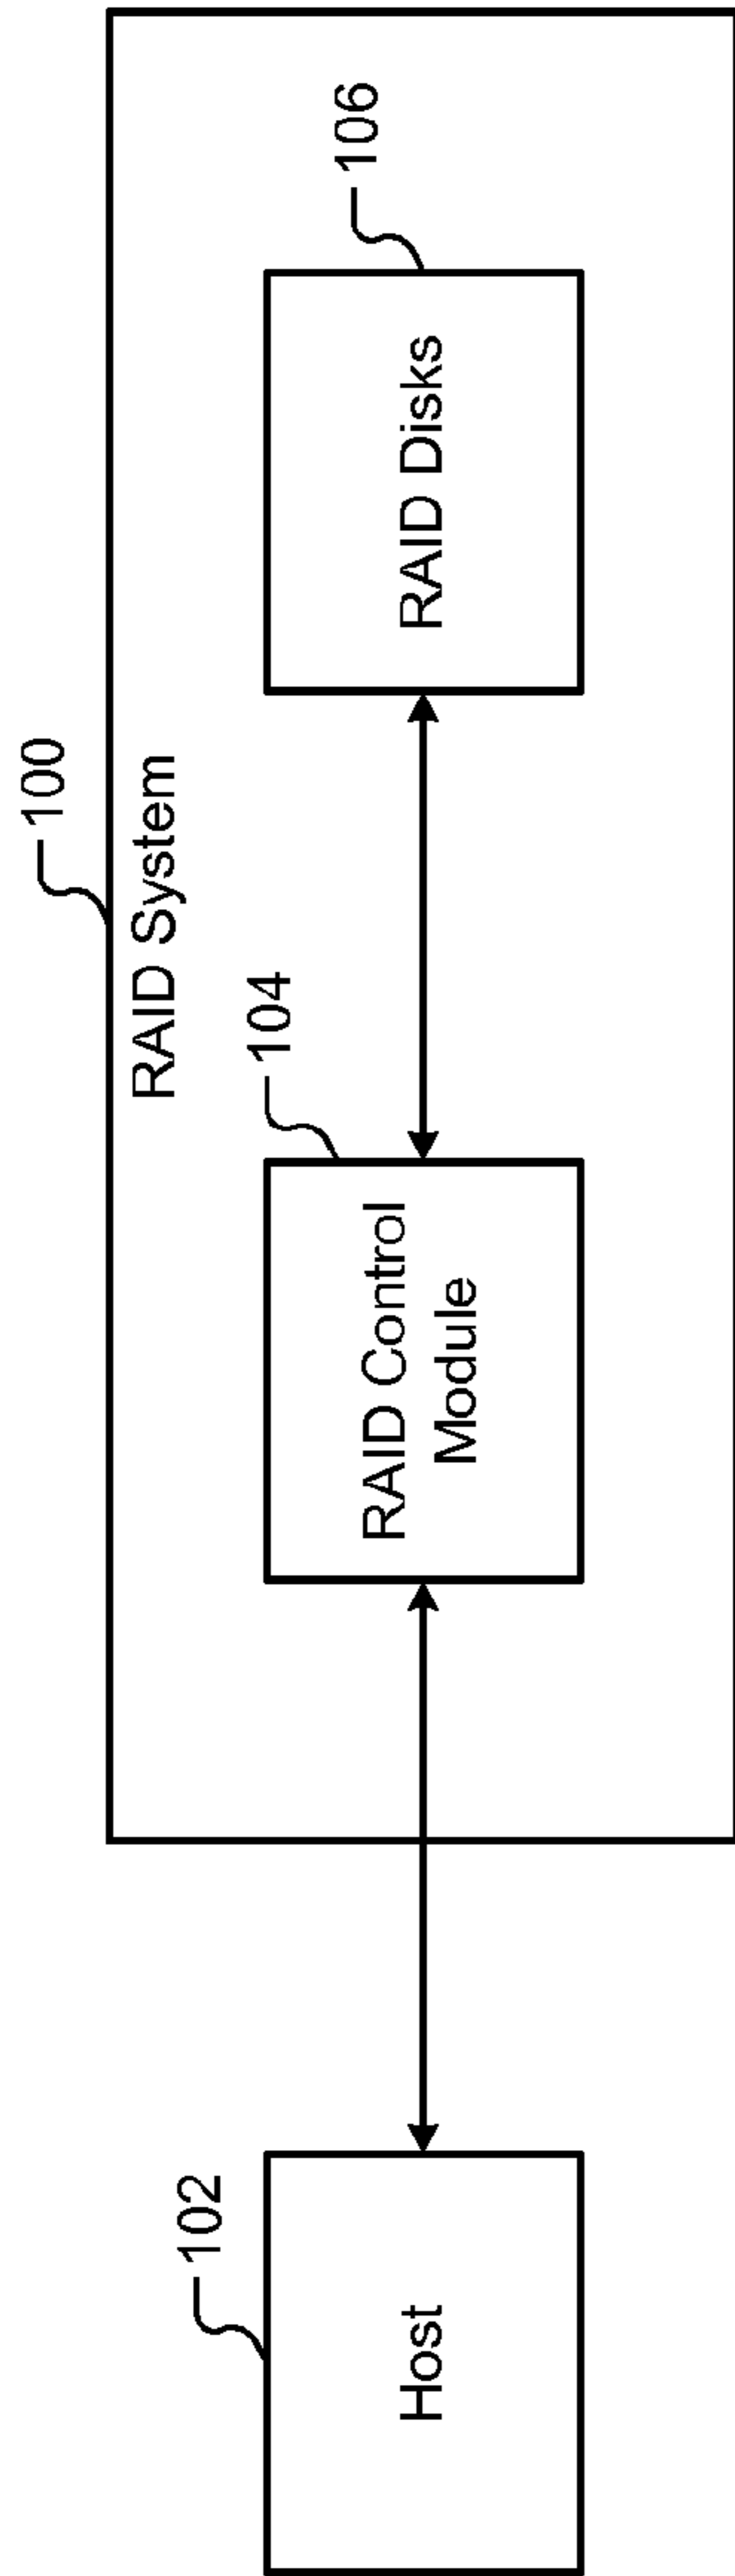 100
RAID System
102
Host
104
RAID Control
Module
106
RAID Disks